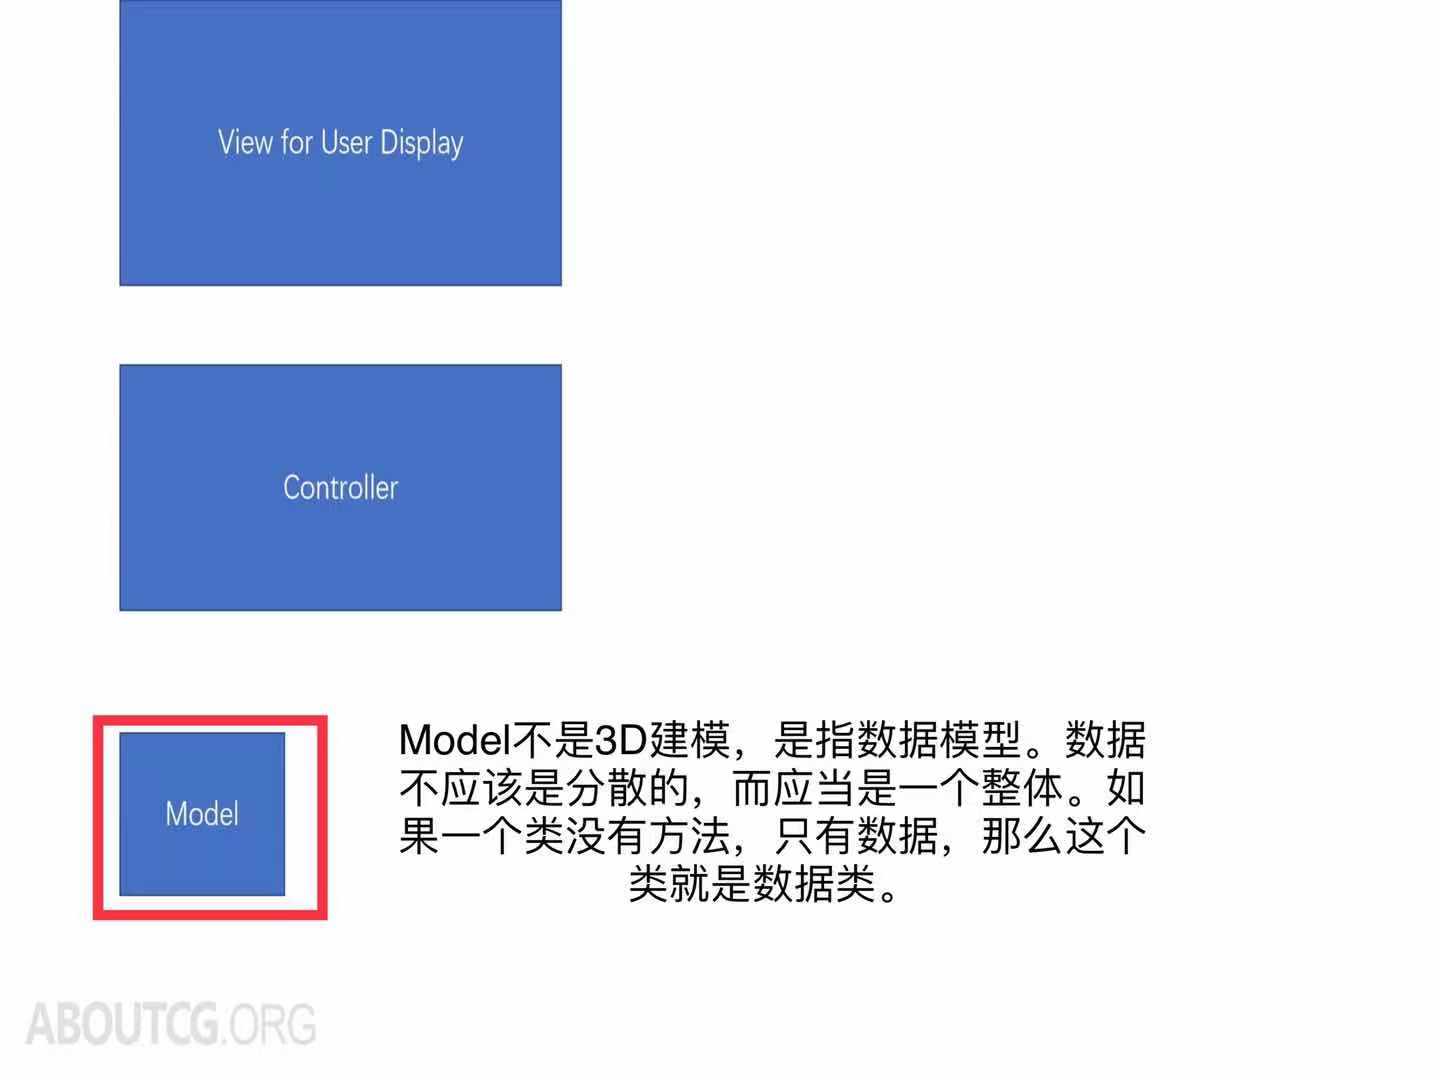 View for User Display
Controller
Model
Model不是3D建模，是指数据模型。数据
不应该是分散的，而应当是一个整体。如
果一个类没有方法，只有数据，那么这个
类就是数据类。
ABOUTCG.ORG